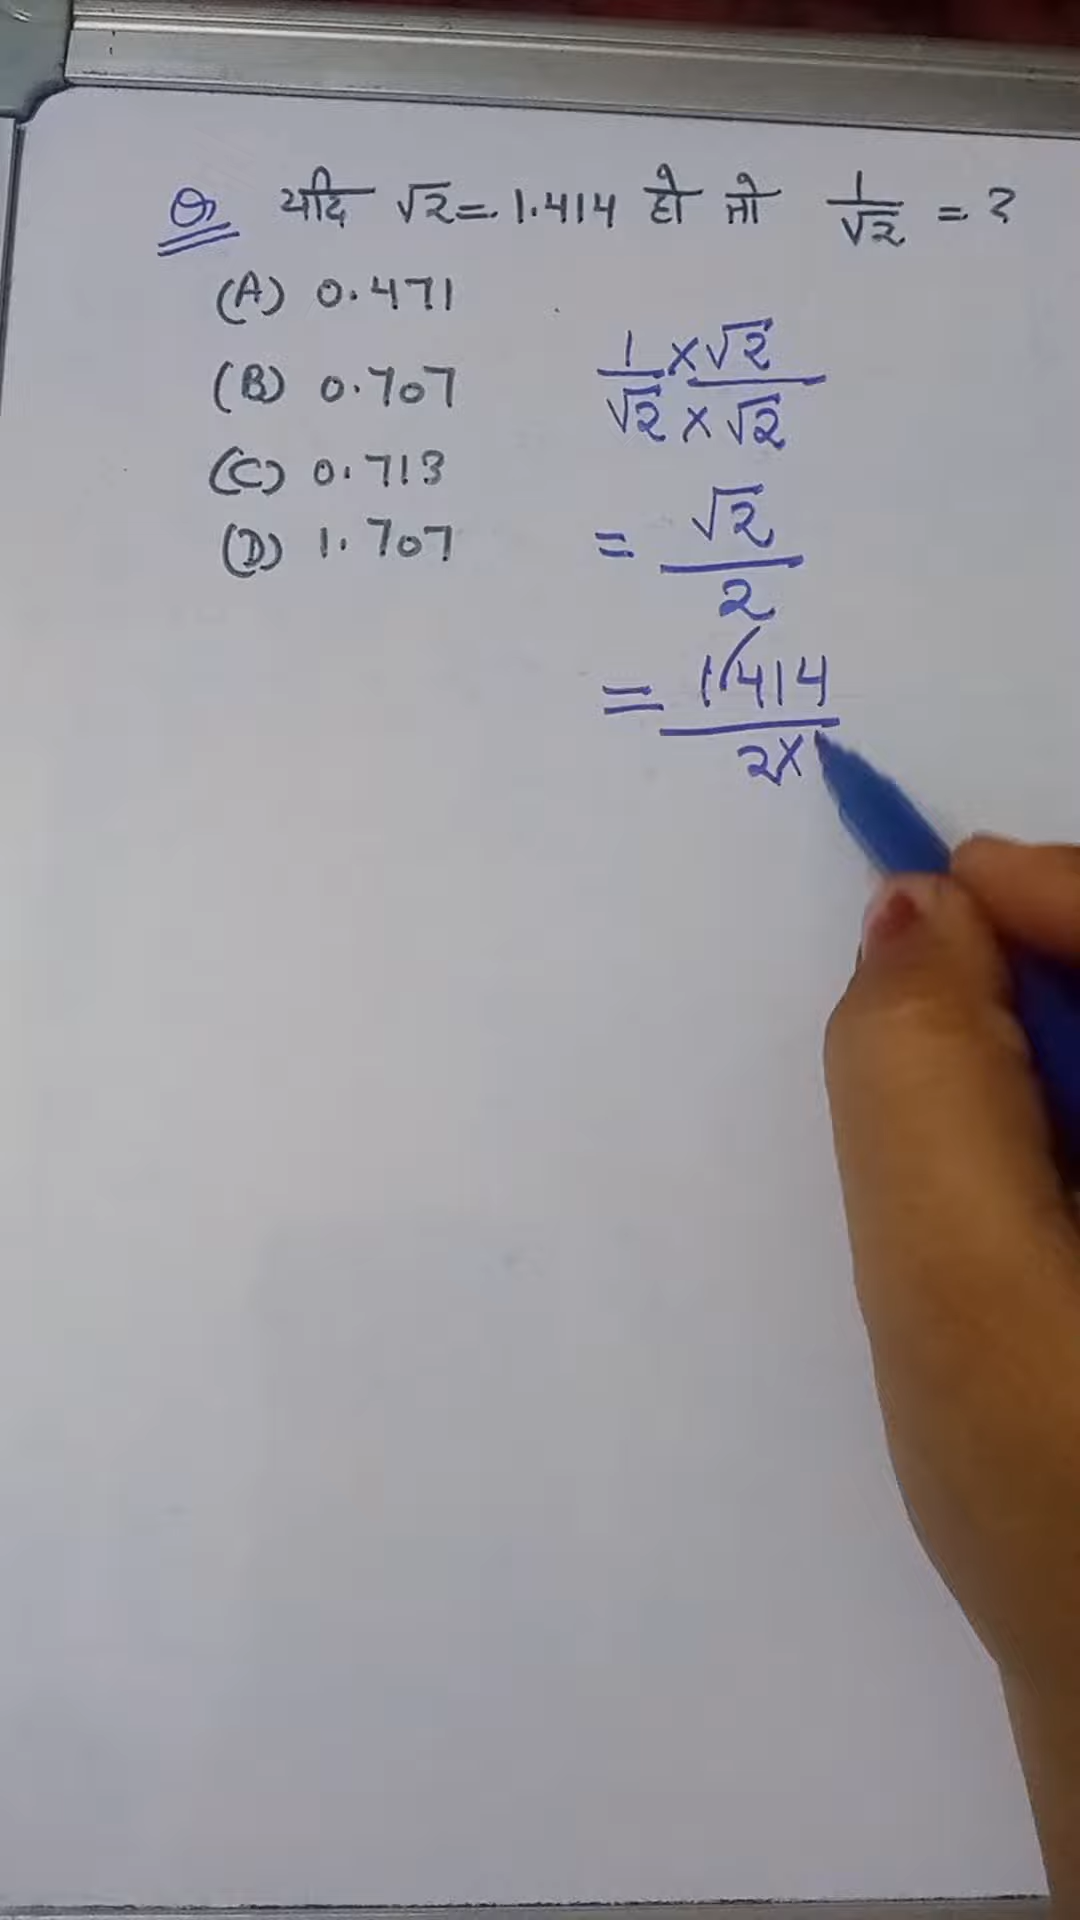 Q यदि √2 = 1.414 हो तो 1/√2 = ?
(A) 0.471
(B) 0.707
(C) 0.713
(D) 1.707
1 × √2 / √2 × √2
= √2 / 2
= 1.414 / 2×1